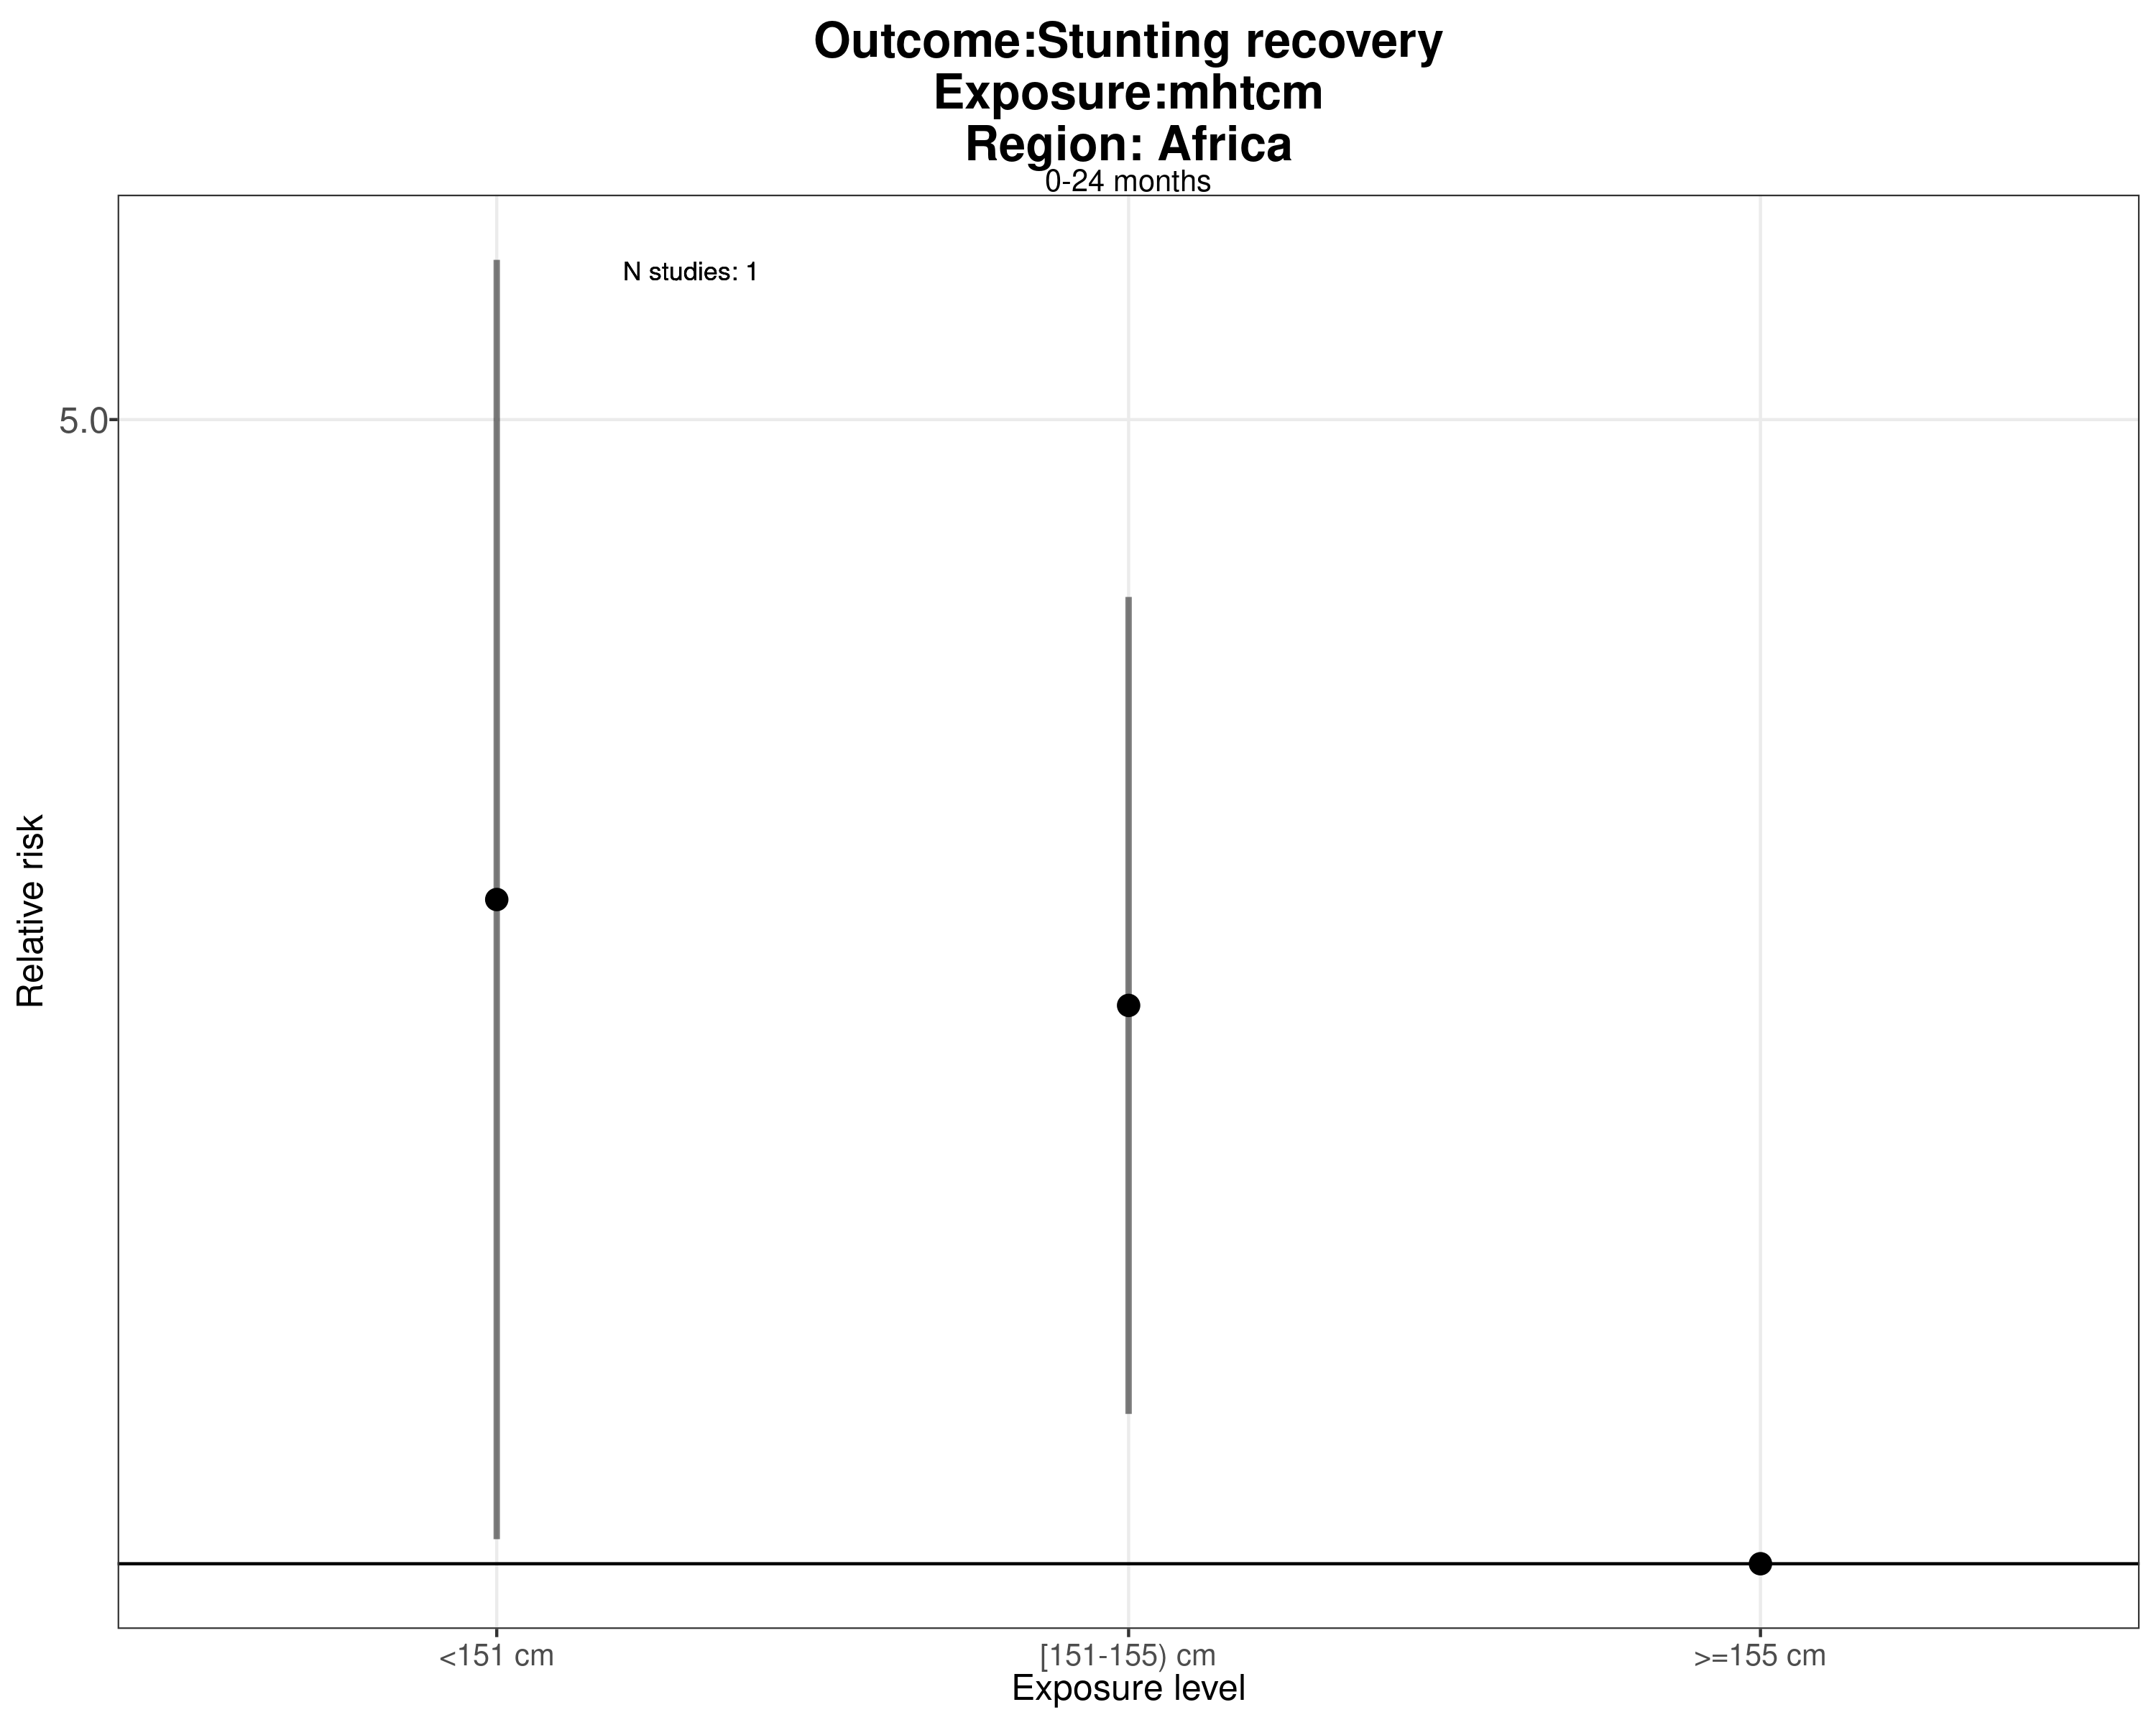 Outcome:Stunting recovery
Exposure:mhtcm
Region: Africa
0-24 months
N studies: 1
5.0
Relative risk
<151 cm
[151-155) cm
>=155 cm
Exposure level